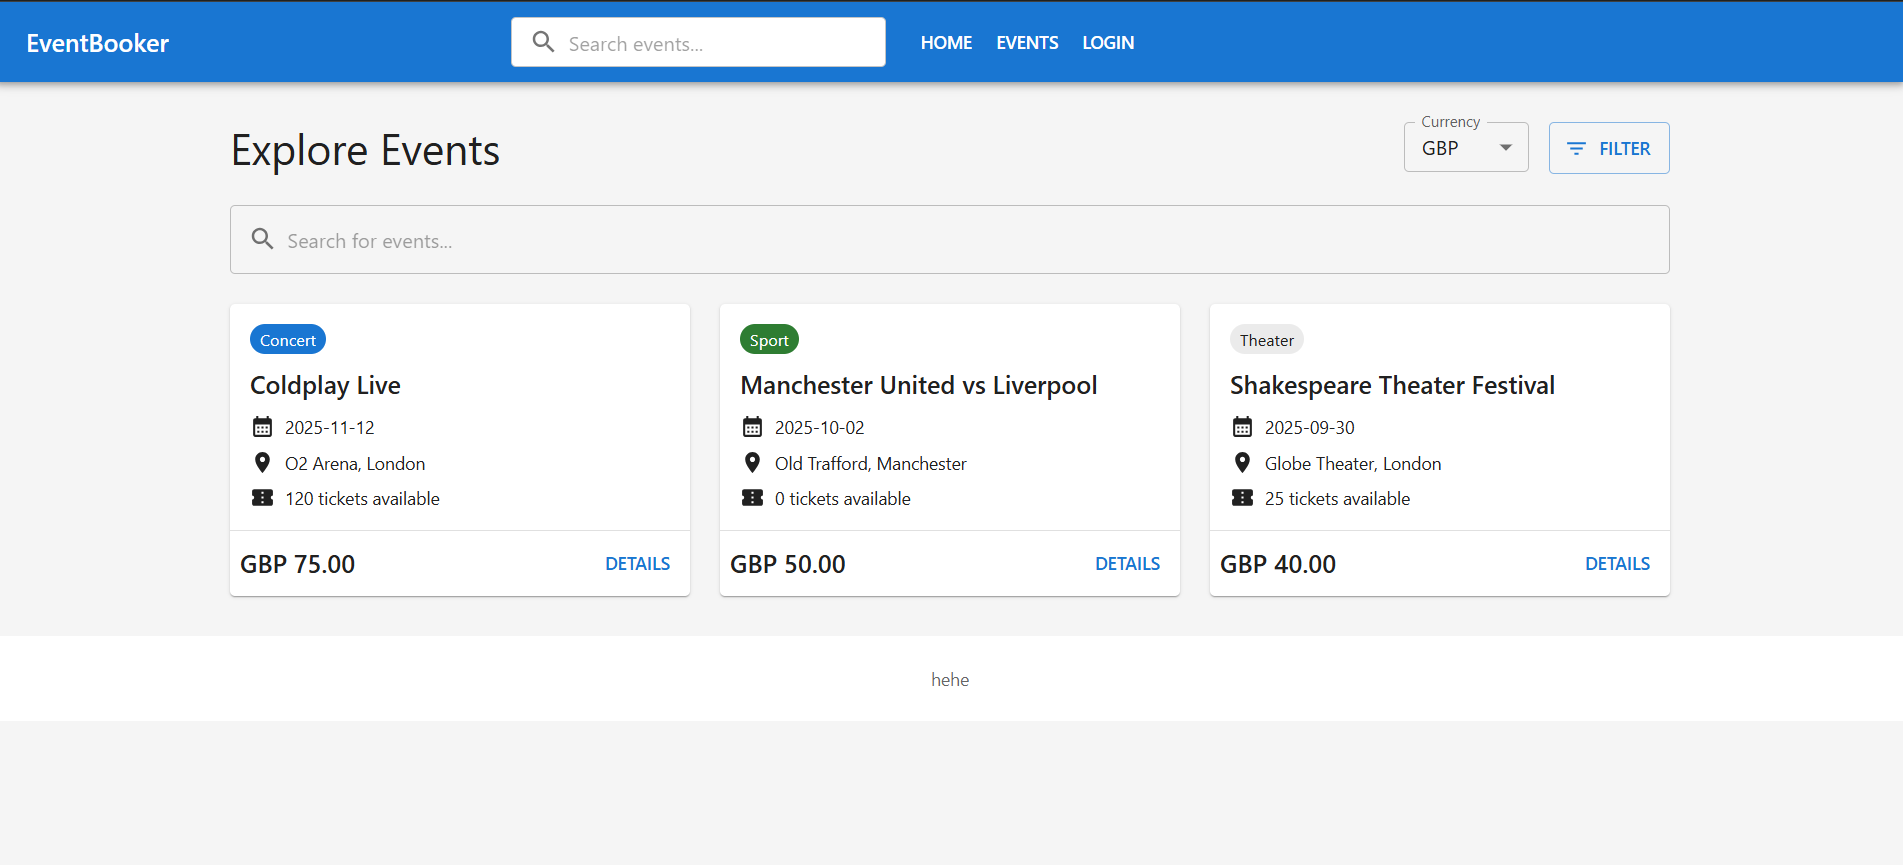 EventBooker
Search events...
HOME EVENTS LOGIN
Explore Events
Currency
GBP
FILTER
Search for events...
Concert
Coldplay Live
2025-11-12
O2 Arena, London
120 tickets available
GBP 75.00 DETAILS
Sport
Manchester United vs Liverpool
2025-10-02
Old Trafford, Manchester
0 tickets available
GBP 50.00 DETAILS
Theater
Shakespeare Theater Festival
2025-09-30
Globe Theater, London
25 tickets available
GBP 40.00 DETAILS
hehe